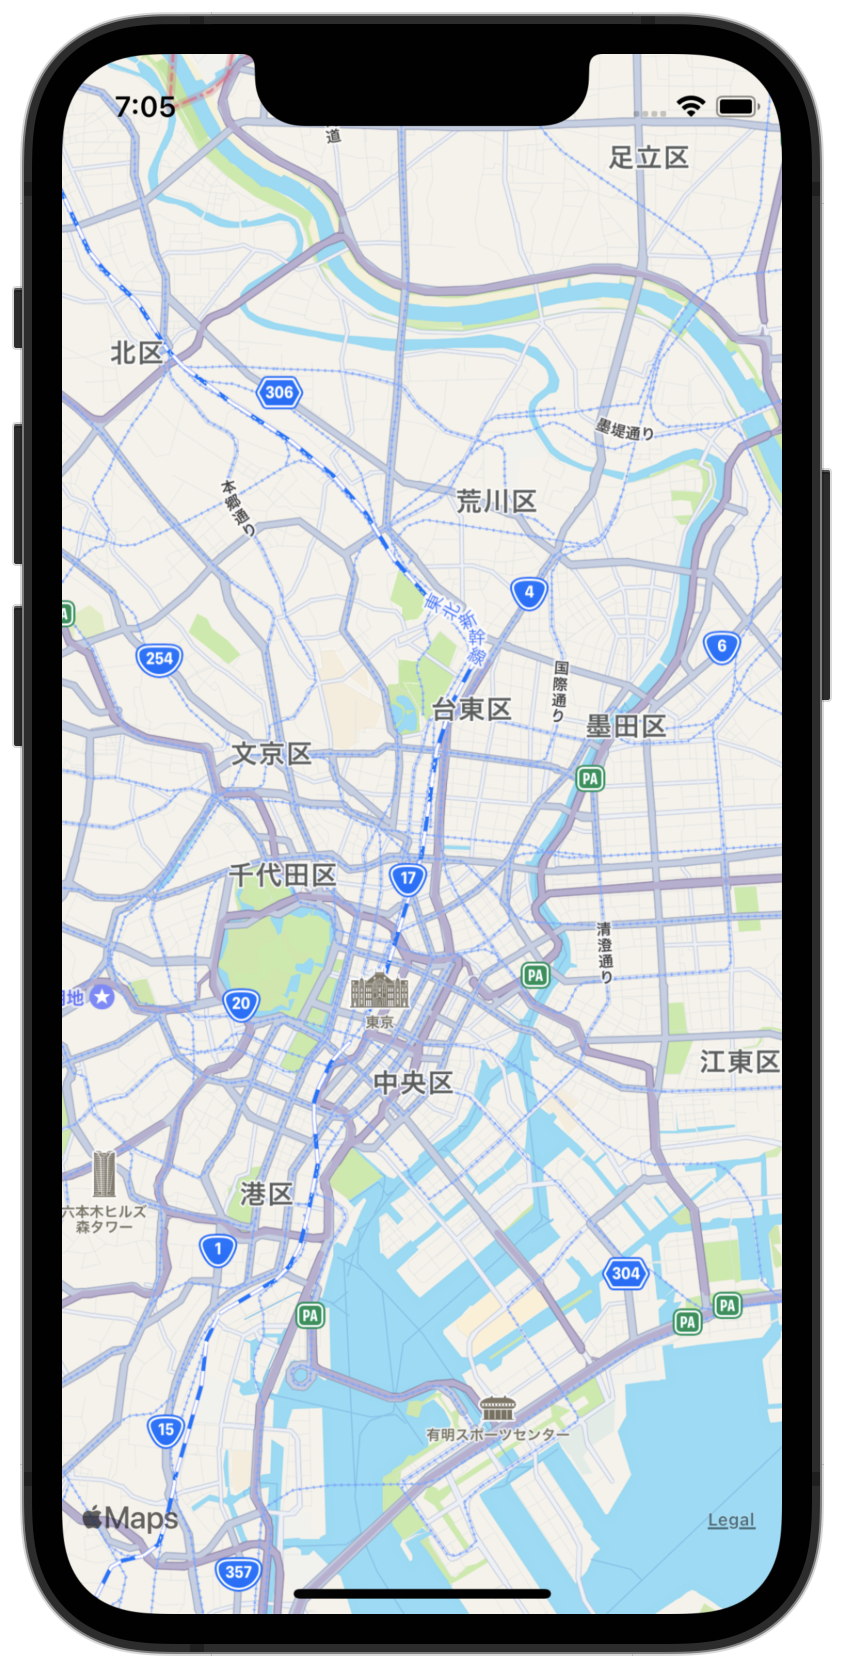 7:05
道
足立区
北区
306
墨堤通り
本郷通り
荒川区
4
東北新幹線
254
6
国際通り
台東区
墨田区
文京区
PA
千代田区
17
清澄通り
PA
20
東京
江東区
中央区
港区
六本木ヒルズ
森タワー
1
304
PA
PA
PA
有明スポーツセンター
15
Maps
Legal
357